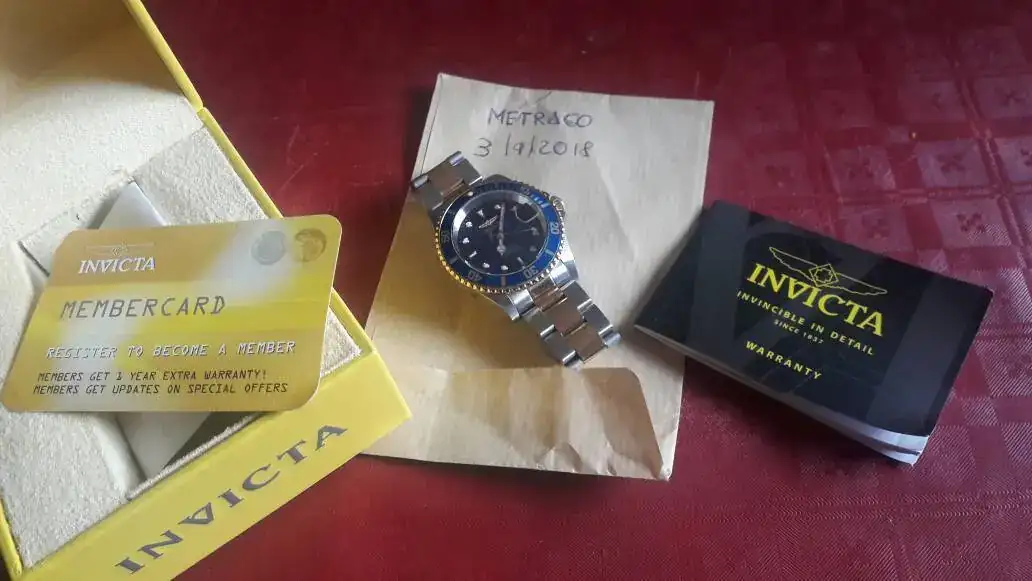 METRACO
3/9/2018
INVICTA
MEMBERCARD
REGISTER TO BECOME A MEMBER
MEMBERS GET 1 YEAR EXTRA WARRANTY!
MEMBERS GET UPDATES ON SPECIAL OFFERS
INVICTA
INVICTA
INVINCIBLE IN DETAIL
SINCE 1837
WARRANTY